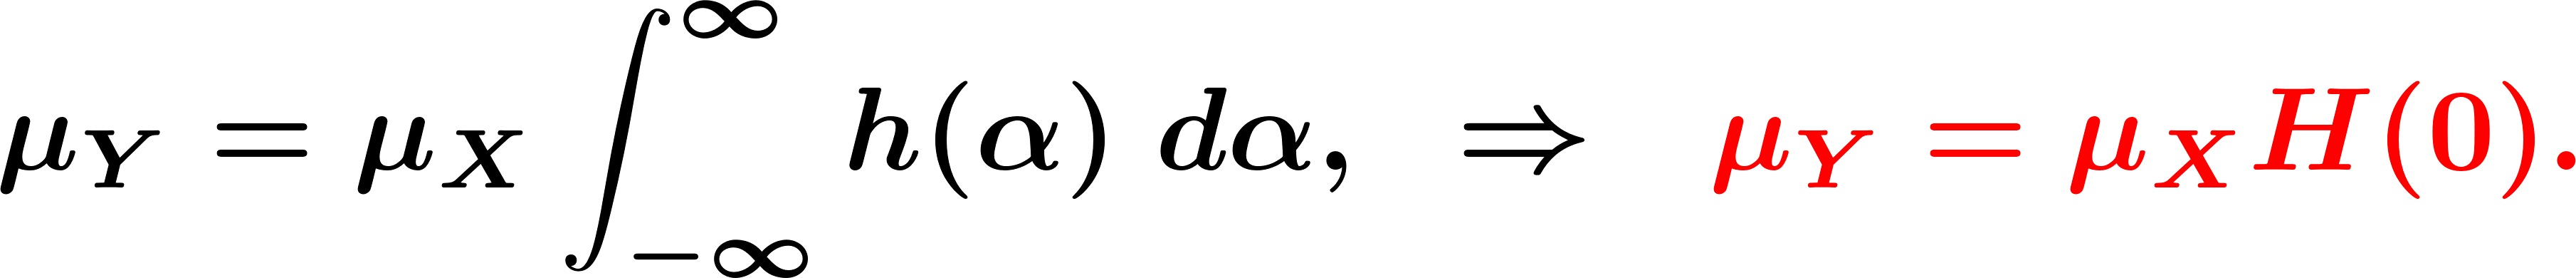 μ_Y = μ_X ∫_{-∞}^{∞} h(α) dα, ⇒ μ_Y = μ_X H(0).